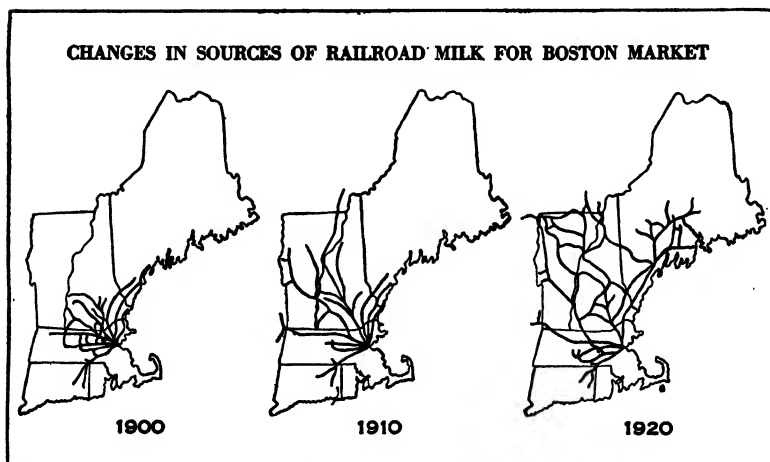 CHANGES IN SOURCES OF RAILROAD MILK FOR BOSTON MARKET
1900
1910
1920